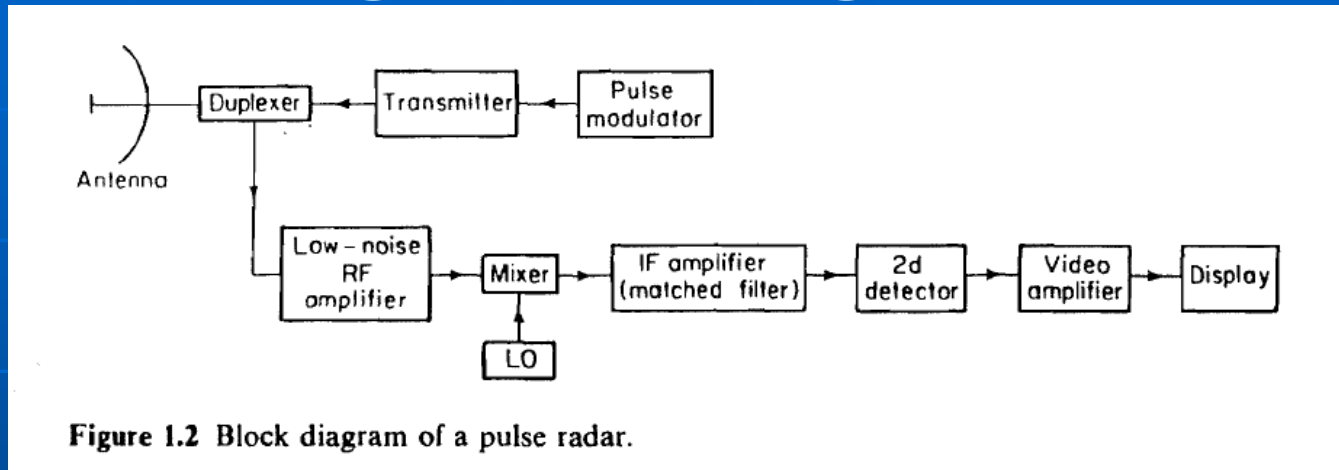 Duplexer
Transmitter
Pulse
modulator
Antenna
Low-noise
RF
amplifier
Mixer
IF amplifier
(matched filter)
2d
detector
Video
amplifier
Display
LO
Figure 1.2 Block diagram of a pulse radar.